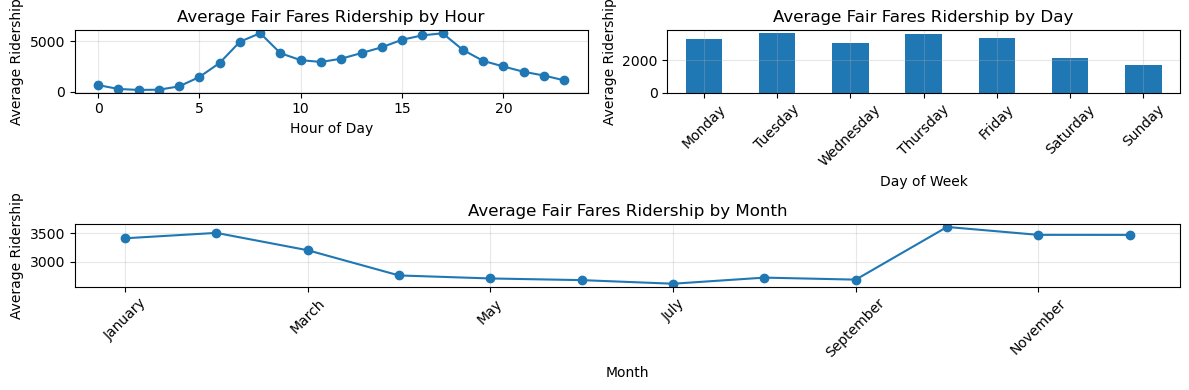 Average Fair Fares Ridership by Hour
Average Ridership
5000
0
0 5 10 15 20
Hour of Day
Average Fair Fares Ridership by Day
Average Ridership
2000
0
Monday Tuesday Wednesday Thursday Friday Saturday Sunday
Day of Week
Average Fair Fares Ridership by Month
Average Ridership
3500
3000
January March May July September November
Month